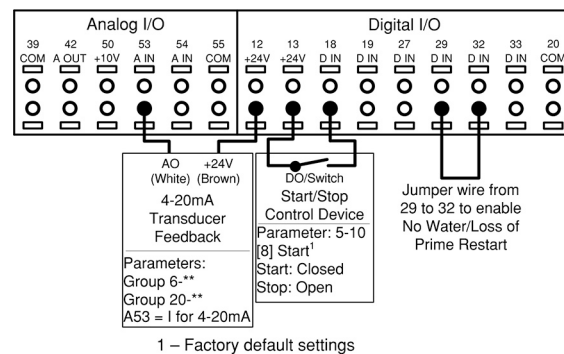 Analog I/O
Digital I/O
39 42 50 53 54 55 12 13 18 19 27 29 32 33 20
COM A OUT +10V A IN A IN COM +24V +24V D IN D IN D IN D IN D IN D IN COM
AO +24V
(White) (Brown)
4-20mA
Transducer
Feedback
Parameters:
Group 6-**
Group 20-**
A53 = I for 4-20mA
DO/Switch
Start/Stop
Control Device
Parameter: 5-10
[8] Start¹
Start: Closed
Stop: Open
Jumper wire from
29 to 32 to enable
No Water/Loss of
Prime Restart
1 – Factory default settings